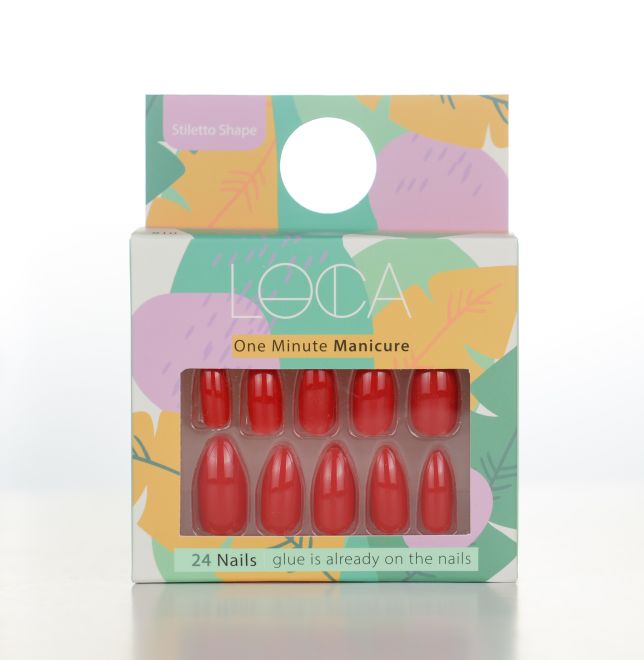 Stiletto Shape
LOCA
One Minute Manicure
24 Nails glue is already on the nails